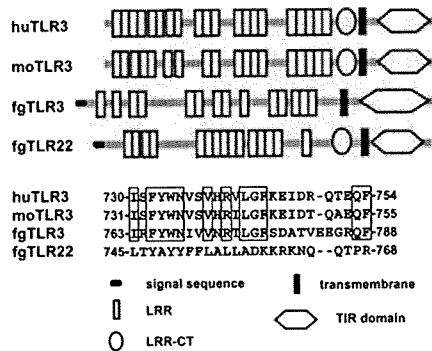 huTLR3
moTLR3
fgTLR3
fgTLR22
huTLR3 730-ISFYWNVSVHRVLGFKEIDR-QTEQF-754
moTLR3 731-ISFYWNVSVHRILGFKEIDT-QAEQF-755
fgTLR3 763-IRFYWNIVVNRILGFSDATVEEGRQF-788
fgTLR22 745-LTYAYYFFLALLADKKRKNQ--QTPR-768
signal sequence
transmembrane
LRR
TIR domain
LRR-CT